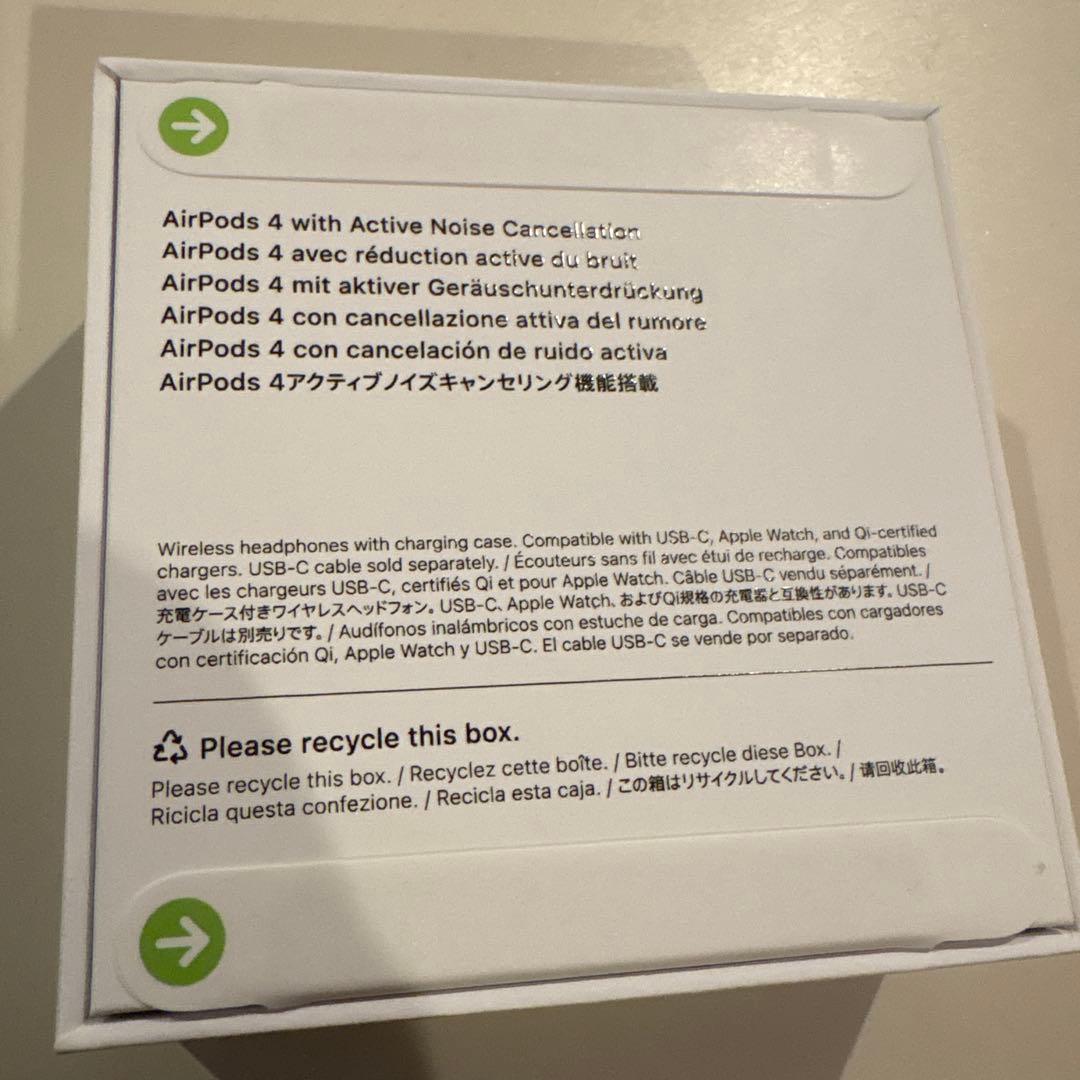 AirPods 4 with Active Noise Cancellation
AirPods 4 avec réduction active du bruit
AirPods 4 mit aktiver Geräuschunterdrückung
AirPods 4 con cancellazione attiva del rumore
AirPods 4 con cancelación de ruido activa
AirPods 4アクティブノイズキャンセリング機能搭載
Wireless headphones with charging case. Compatible with USB-C, Apple Watch, and Qi-certified
chargers. USB-C cable sold separately. / Écouteurs sans fil avec étui de recharge. Compatibles
avec les chargeurs USB-C, certifiés Qi et pour Apple Watch. Câble USB-C vendu séparément. /
充電ケース付きワイヤレスヘッドフォン。USB-C、Apple Watch、およびQi規格の充電器と互換性があります。USB-C
ケーブルは別売りです。/ Audífonos inalámbricos con estuche de carga. Compatibles con cargadores
con certificación Qi, Apple Watch y USB-C. El cable USB-C se vende por separado.
Please recycle this box.
Please recycle this box. / Recyclez cette boîte. / Bitte recycle diese Box. /
Ricicla questa confezione. / Recicla esta caja. / この箱はリサイクルしてください。/ 请回收此箱。